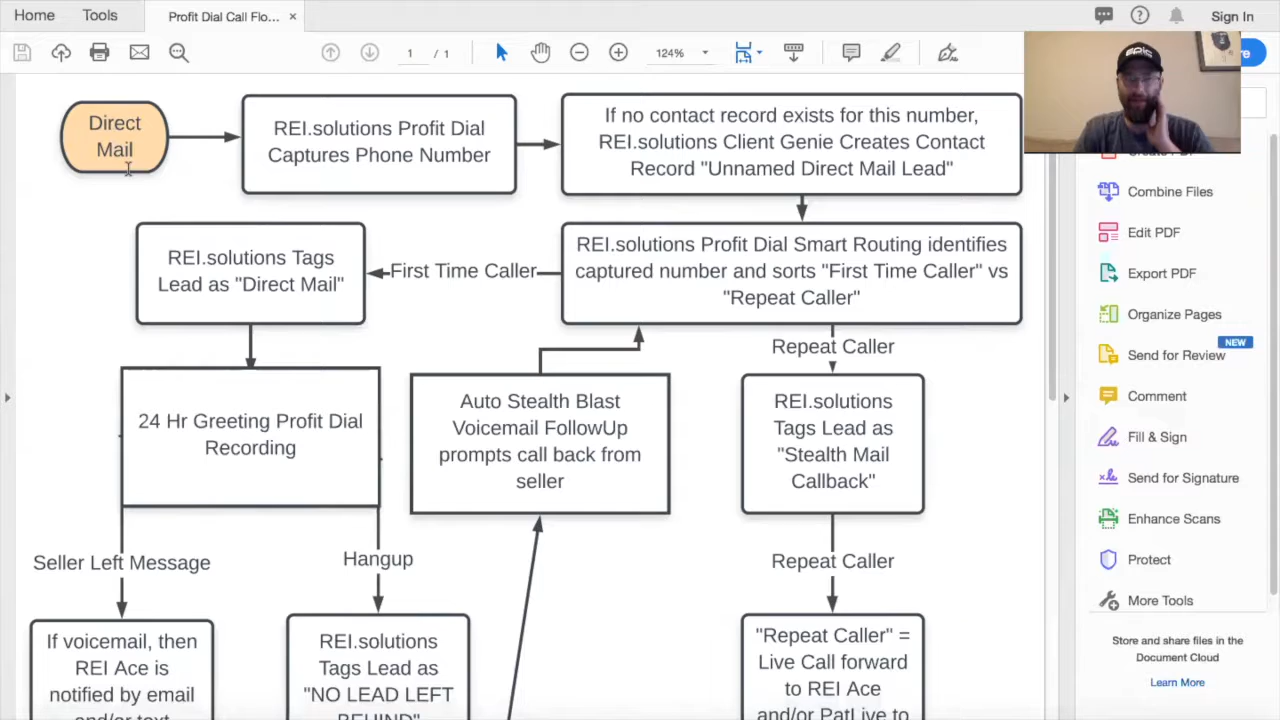 Home
Tools
Profit Dial Call Flo...
Sign In
1 / 1
124%
Direct
Mail
REI.solutions Profit Dial
Captures Phone Number
If no contact record exists for this number,
REI.solutions Client Genie Creates Contact
Record "Unnamed Direct Mail Lead"
REI.solutions Tags
Lead as "Direct Mail"
First Time Caller
REI.solutions Profit Dial Smart Routing identifies
captured number and sorts "First Time Caller" vs
"Repeat Caller"
Repeat Caller
24 Hr Greeting Profit Dial
Recording
Auto Stealth Blast
Voicemail FollowUp
prompts call back from
seller
REI.solutions
Tags Lead as
"Stealth Mail
Callback"
Seller Left Message
Hangup
Repeat Caller
If voicemail, then
REI Ace is
notified by email
and/or text
REI.solutions
Tags Lead as
"NO LEAD LEFT
BEHIND"
"Repeat Caller" =
Live Call forward
to REI Ace
and/or PatLive to
Combine Files
Edit PDF
Export PDF
Organize Pages
NEW
Send for Review
Comment
Fill & Sign
Send for Signature
Enhance Scans
Protect
More Tools
Store and share files in the
Document Cloud
Learn More